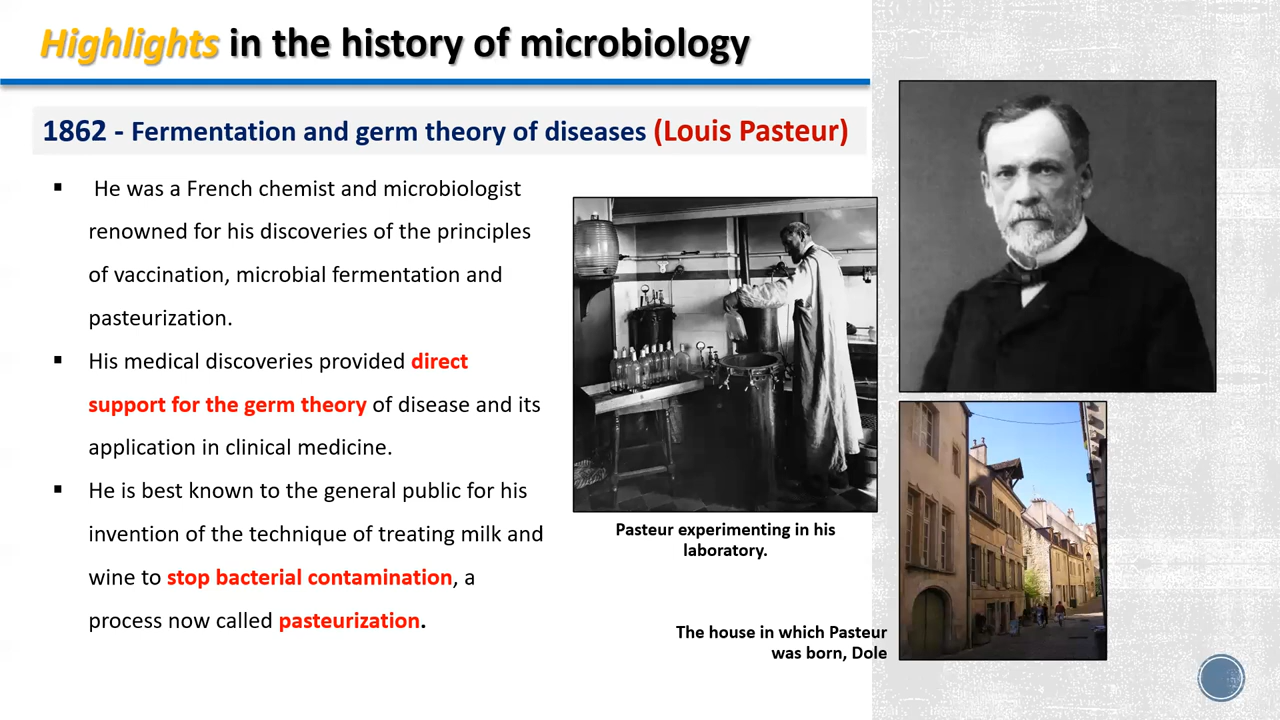 Highlights in the history of microbiology
1862 - Fermentation and germ theory of diseases (Louis Pasteur)
▪ He was a French chemist and microbiologist
renowned for his discoveries of the principles
of vaccination, microbial fermentation and
pasteurization.
▪ His medical discoveries provided direct
support for the germ theory of disease and its
application in clinical medicine.
▪ He is best known to the general public for his
invention of the technique of treating milk and
wine to stop bacterial contamination, a
process now called pasteurization.
Pasteur experimenting in his
laboratory.
The house in which Pasteur
was born, Dole